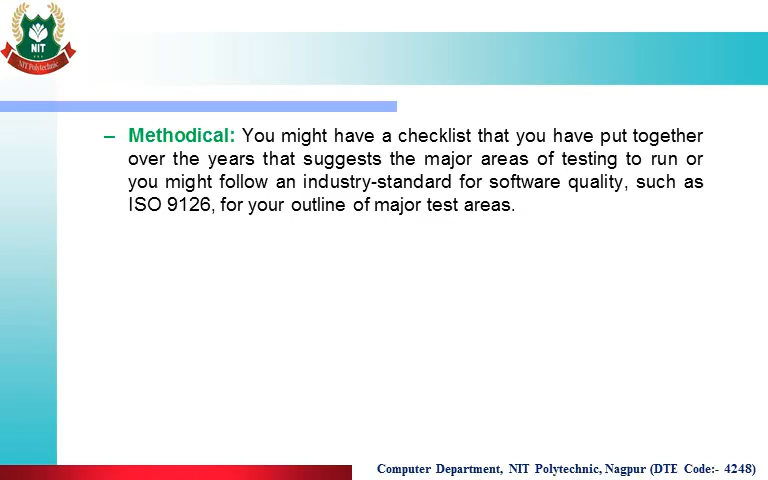 NIT
NIT Polytechnic
– Methodical: You might have a checklist that you have put together
over the years that suggests the major areas of testing to run or
you might follow an industry-standard for software quality, such as
ISO 9126, for your outline of major test areas.
Computer Department, NIT Polytechnic, Nagpur (DTE Code:- 4248)